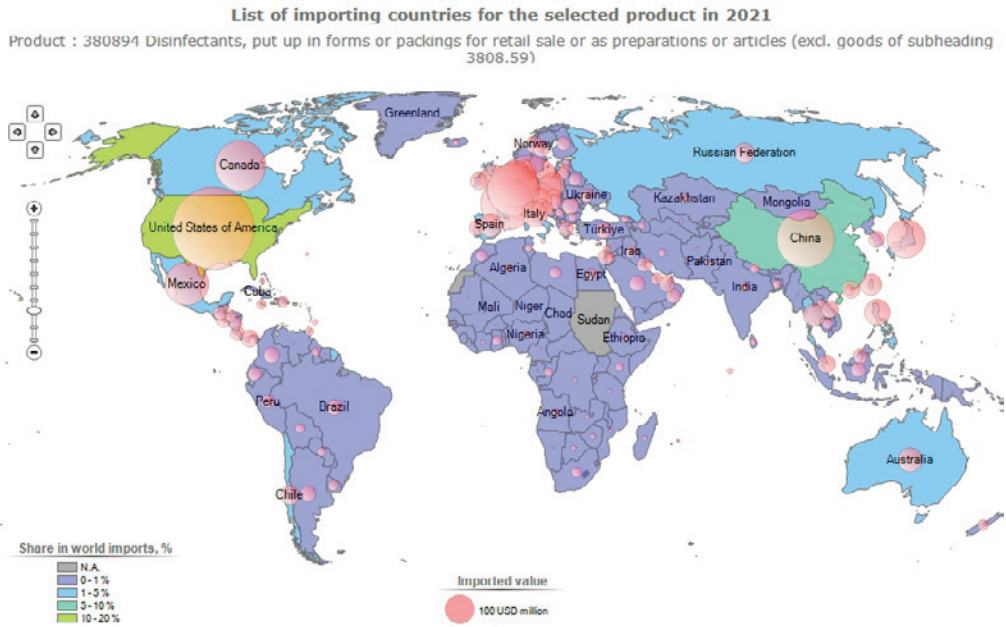 List of importing countries for the selected product in 2021
Product : 380894 Disinfectants, put up in forms or packings for retail sale or as preparations or articles (excl. goods of subheading
3808.59)
Greenland
Norway
Canada
Russian Federation
Ukraine
Kazakhstan
Mongolia
Italy
Spain
Türkiye
United States of America
China
Iraq
Pakistan
Algeria
Egypt
Mexico
Cuba
India
Mali
Niger
Chad
Sudan
Nigeria
Ethiopia
Peru
Brazil
Angola
Australia
Chile
Share in world imports, %
N.A.
0-1 %
1-5 %
5-10 %
10-20 %
Imported value
100 USD million